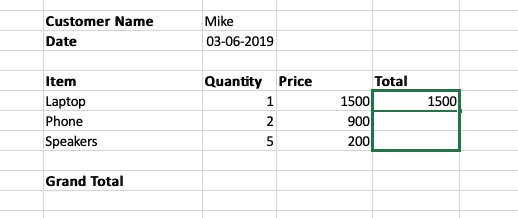 Customer Name Mike
Date 03-06-2019
Item Quantity Price Total
Laptop 1 1500 1500
Phone 2 900
Speakers 5 200
Grand Total